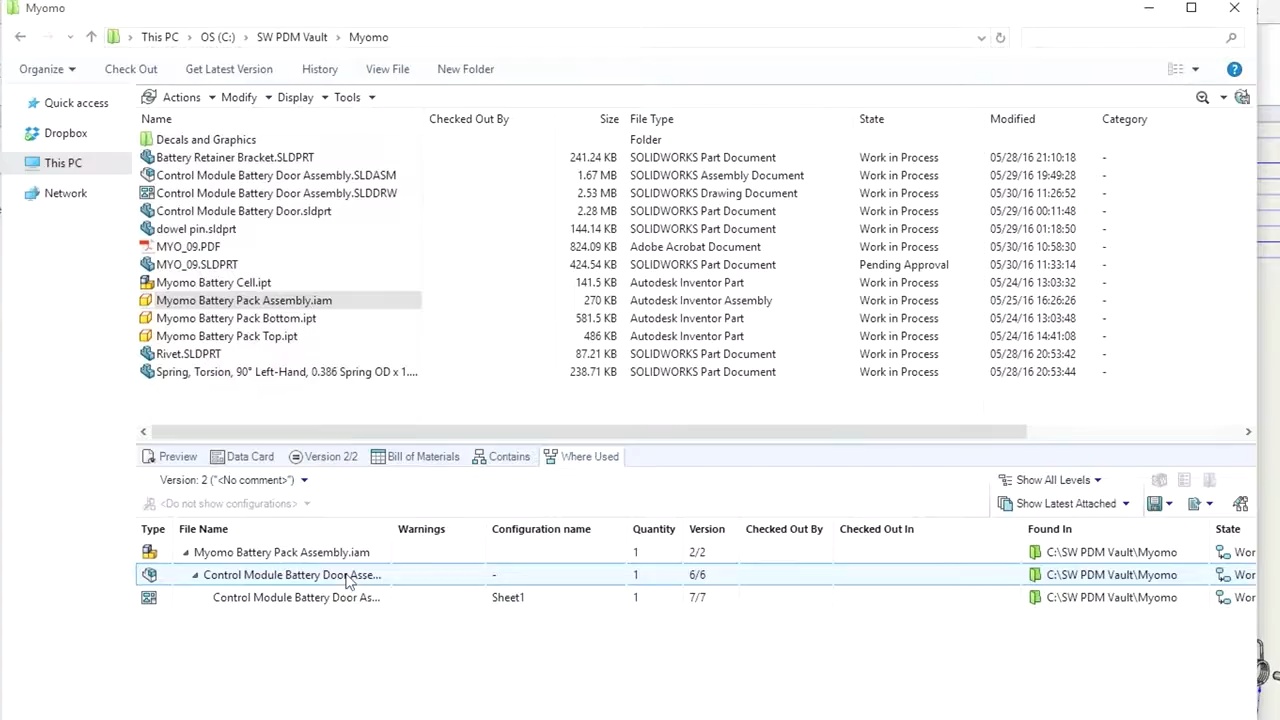 Myomo
This PC > OS (C:) > SW PDM Vault > Myomo
Organize Check Out Get Latest Version History View File New Folder
Quick access
Dropbox
This PC
Network
Actions Modify Display Tools
Name Checked Out By Size File Type State Modified Category
Decals and Graphics Folder
Battery Retainer Bracket.SLDPRT 241.24 KB SOLIDWORKS Part Document Work in Process 05/28/16 21:10:18 -
Control Module Battery Door Assembly.SLDASM 1.67 MB SOLIDWORKS Assembly Document Work in Process 05/29/16 19:49:28 -
Control Module Battery Door Assembly.SLDDRW 2.53 MB SOLIDWORKS Drawing Document Work in Process 05/30/16 11:26:52 -
Control Module Battery Door.sldprt 2.28 MB SOLIDWORKS Part Document Work in Process 05/29/16 00:11:48 -
dowel pin.sldprt 144.14 KB SOLIDWORKS Part Document Work in Process 05/29/16 01:18:50 -
MYO_09.PDF 824.09 KB Adobe Acrobat Document Work in Process 05/30/16 10:58:30 -
MYO_09.SLDPRT 424.54 KB SOLIDWORKS Part Document Pending Approval 05/30/16 11:33:14 -
Myomo Battery Cell.ipt 141.5 KB Autodesk Inventor Part Work in Process 05/24/16 13:03:32 -
Myomo Battery Pack Assembly.iam 270 KB Autodesk Inventor Assembly Work in Process 05/25/16 16:26:26 -
Myomo Battery Pack Bottom.ipt 581.5 KB Autodesk Inventor Part Work in Process 05/24/16 13:03:48 -
Myomo Battery Pack Top.ipt 486 KB Autodesk Inventor Part Work in Process 05/24/16 14:41:08 -
Rivet.SLDPRT 87.21 KB SOLIDWORKS Part Document Work in Process 05/28/16 20:53:42 -
Spring, Torsion, 90° Left-Hand, 0.386 Spring OD x 1.... 238.71 KB SOLIDWORKS Part Document Work in Process 05/28/16 20:53:44 -
Preview Data Card Version 2/2 Bill of Materials Contains Where Used
Version: 2 ("<No comment>") Show All Levels
<Do not show configurations> Show Latest Attached
Type File Name Warnings Configuration name Quantity Version Checked Out By Checked Out In Found In State
Myomo Battery Pack Assembly.iam 1 2/2 C:\SW PDM Vault\Myomo Wor
Control Module Battery Door Asse... - 1 6/6 C:\SW PDM Vault\Myomo Wor
Control Module Battery Door As... Sheet1 1 7/7 C:\SW PDM Vault\Myomo Wor